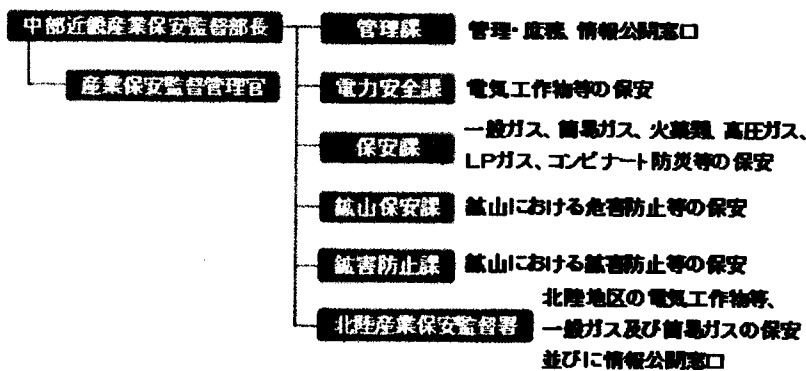 中部近畿産業保安監督部長
産業保安監督管理官
管理課 管理・庶務、情報公開窓口
電力安全課 電気工作物等の保安
保安課 一般ガス、簡易ガス、火薬類、高圧ガス、
LPガス、コンビナート防災等の保安
鉱山保安課 鉱山における危害防止等の保安
鉱害防止課 鉱山における鉱害防止等の保安
北陸産業保安監督署 北陸地区の電気工作物等、
一般ガス及び簡易ガスの保安
並びに情報公開窓口